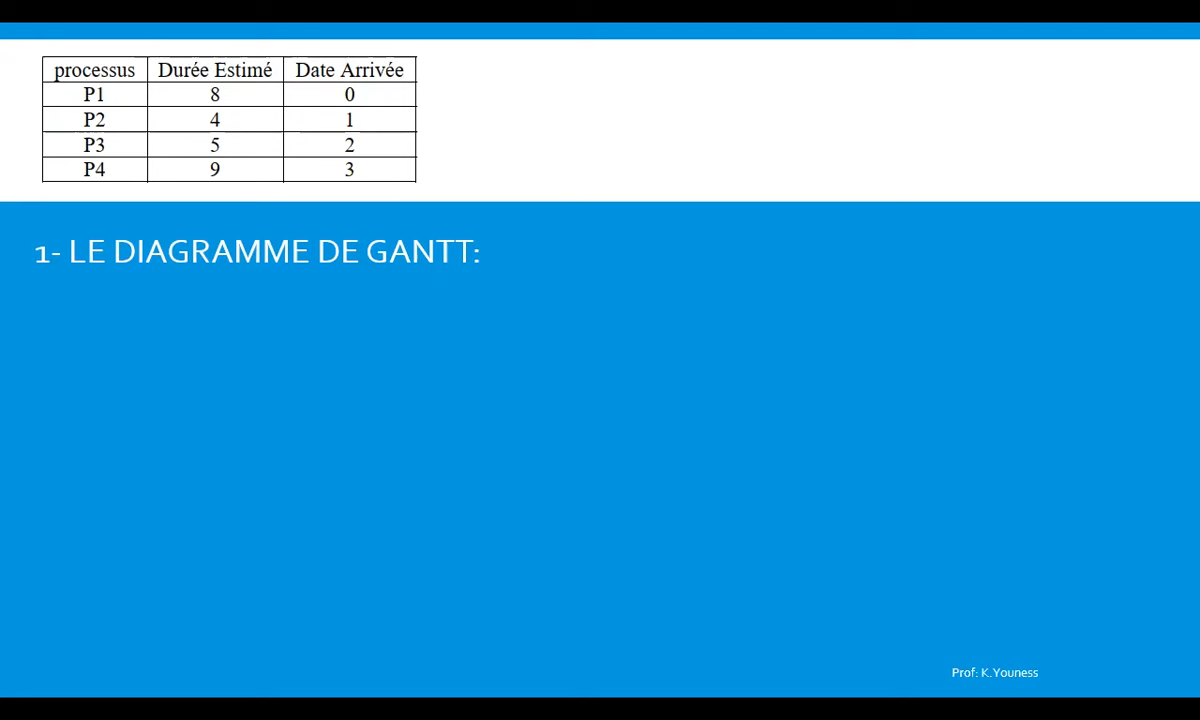 processus Durée Estimé Date Arrivée
P1 8 0
P2 4 1
P3 5 2
P4 9 3
1- LE DIAGRAMME DE GANTT:
Prof: K.Youness